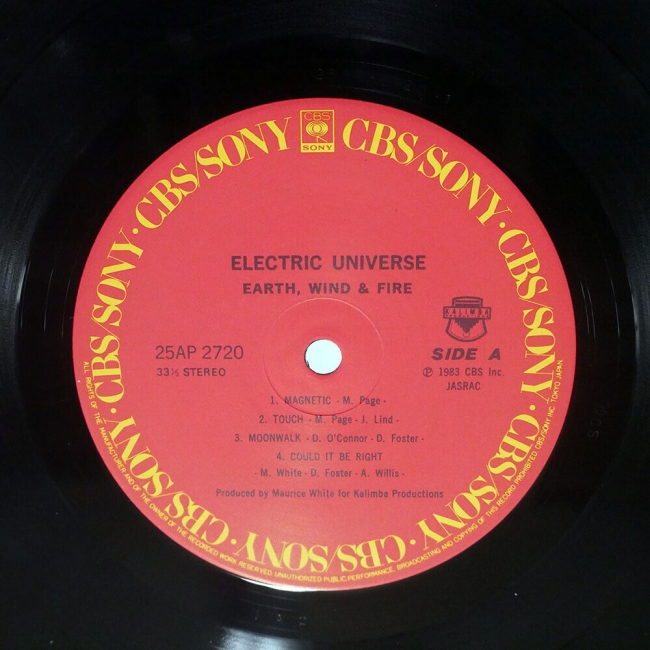 CBS
SONY
CBS/SONY · CBS/SONY · CBS/SONY · CBS/SONY · CBS/SONY · CBS/SONY · CBS/SONY · CBS/SONY
ELECTRIC UNIVERSE
EARTH, WIND & FIRE
25AP 2720
33⅓ STEREO
SIDE A
Ⓟ 1983 CBS Inc.
JASRAC
1. MAGNETIC - M. Page -
2. TOUCH - M. Page - J. Lind -
3. MOONWALK - D. O'Connor - D. Foster -
4. COULD IT BE RIGHT
- M. White - D. Foster - A. Willis -
Produced by Maurice White for Kalimba Productions
ALL RIGHTS OF THE MANUFACTURER AND OF THE OWNER OF THE RECORDED WORK RESERVED UNAUTHORIZED PUBLIC PERFORMANCE, BROADCASTING AND COPYING OF THIS RECORD PROHIBITED CBS/SONY INC. TOKYO JAPAN